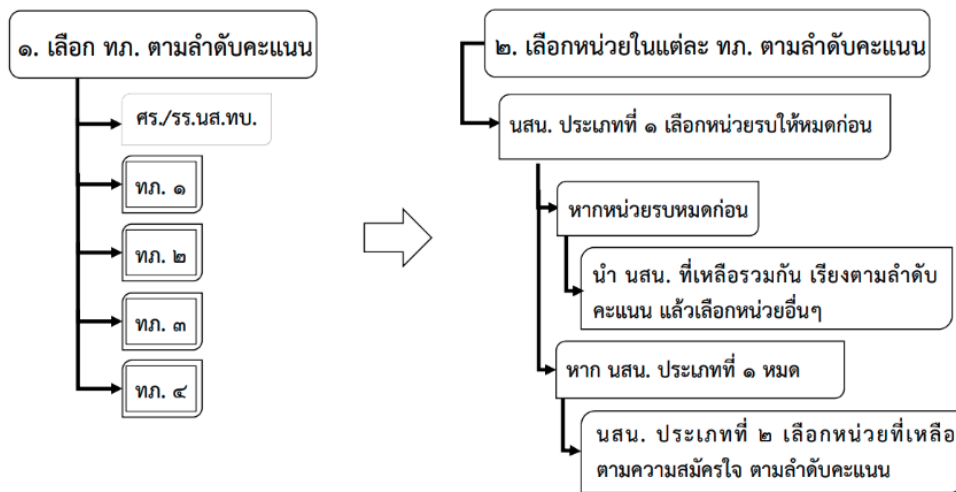 ๑. เลือก ทภ. ตามลำดับคะแนน
ศร./รร.นส.ทบ.
ทภ. ๑
ทภ. ๒
ทภ. ๓
ทภ. ๔
๒. เลือกหน่วยในแต่ละ ทภ. ตามลำดับคะแนน
นสน. ประเภทที่ ๑ เลือกหน่วยรบให้หมดก่อน
หากหน่วยรบหมดก่อน
นำ นสน. ที่เหลือรวมกัน เรียงตามลำดับ
คะแนน แล้วเลือกหน่วยอื่นๆ
หาก นสน. ประเภทที่ ๑ หมด
นสน. ประเภทที่ ๒ เลือกหน่วยที่เหลือ
ตามความสมัครใจ ตามลำดับคะแนน